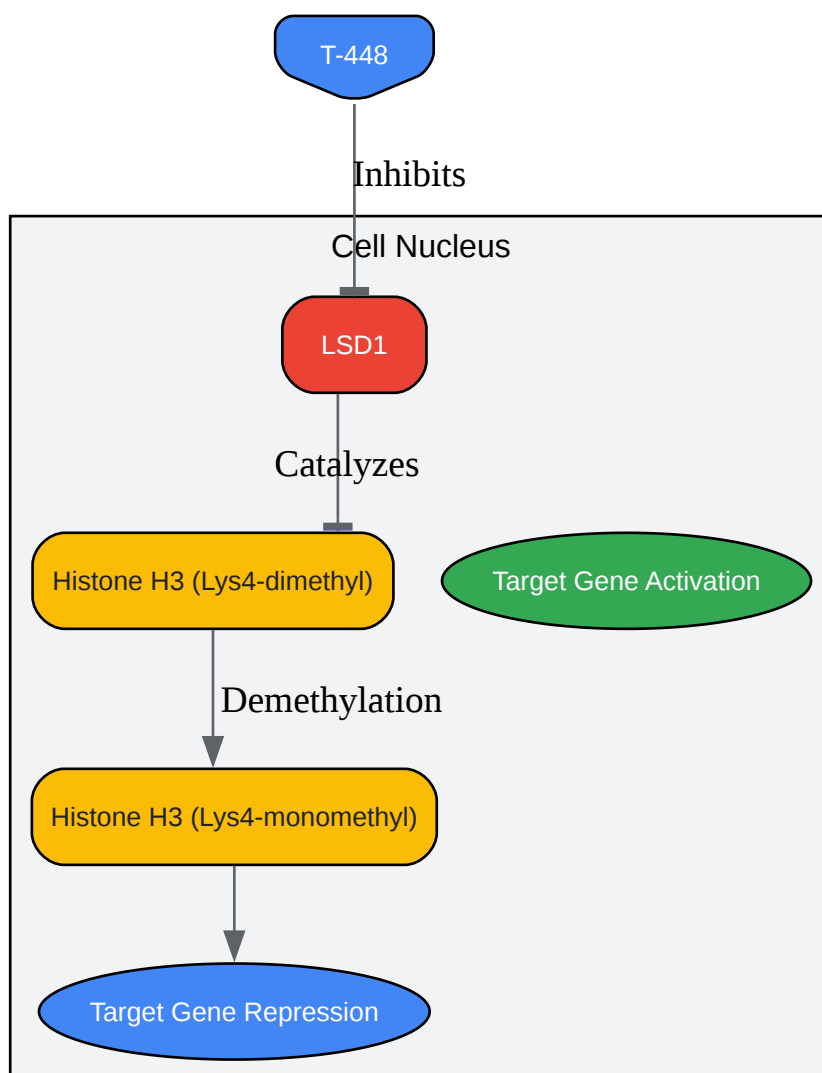 T-448
Inhibits
Cell Nucleus
LSD1
Catalyzes
Histone H3 (Lys4-dimethyl)
Target Gene Activation
Demethylation
Histone H3 (Lys4-monomethyl)
Target Gene Repression